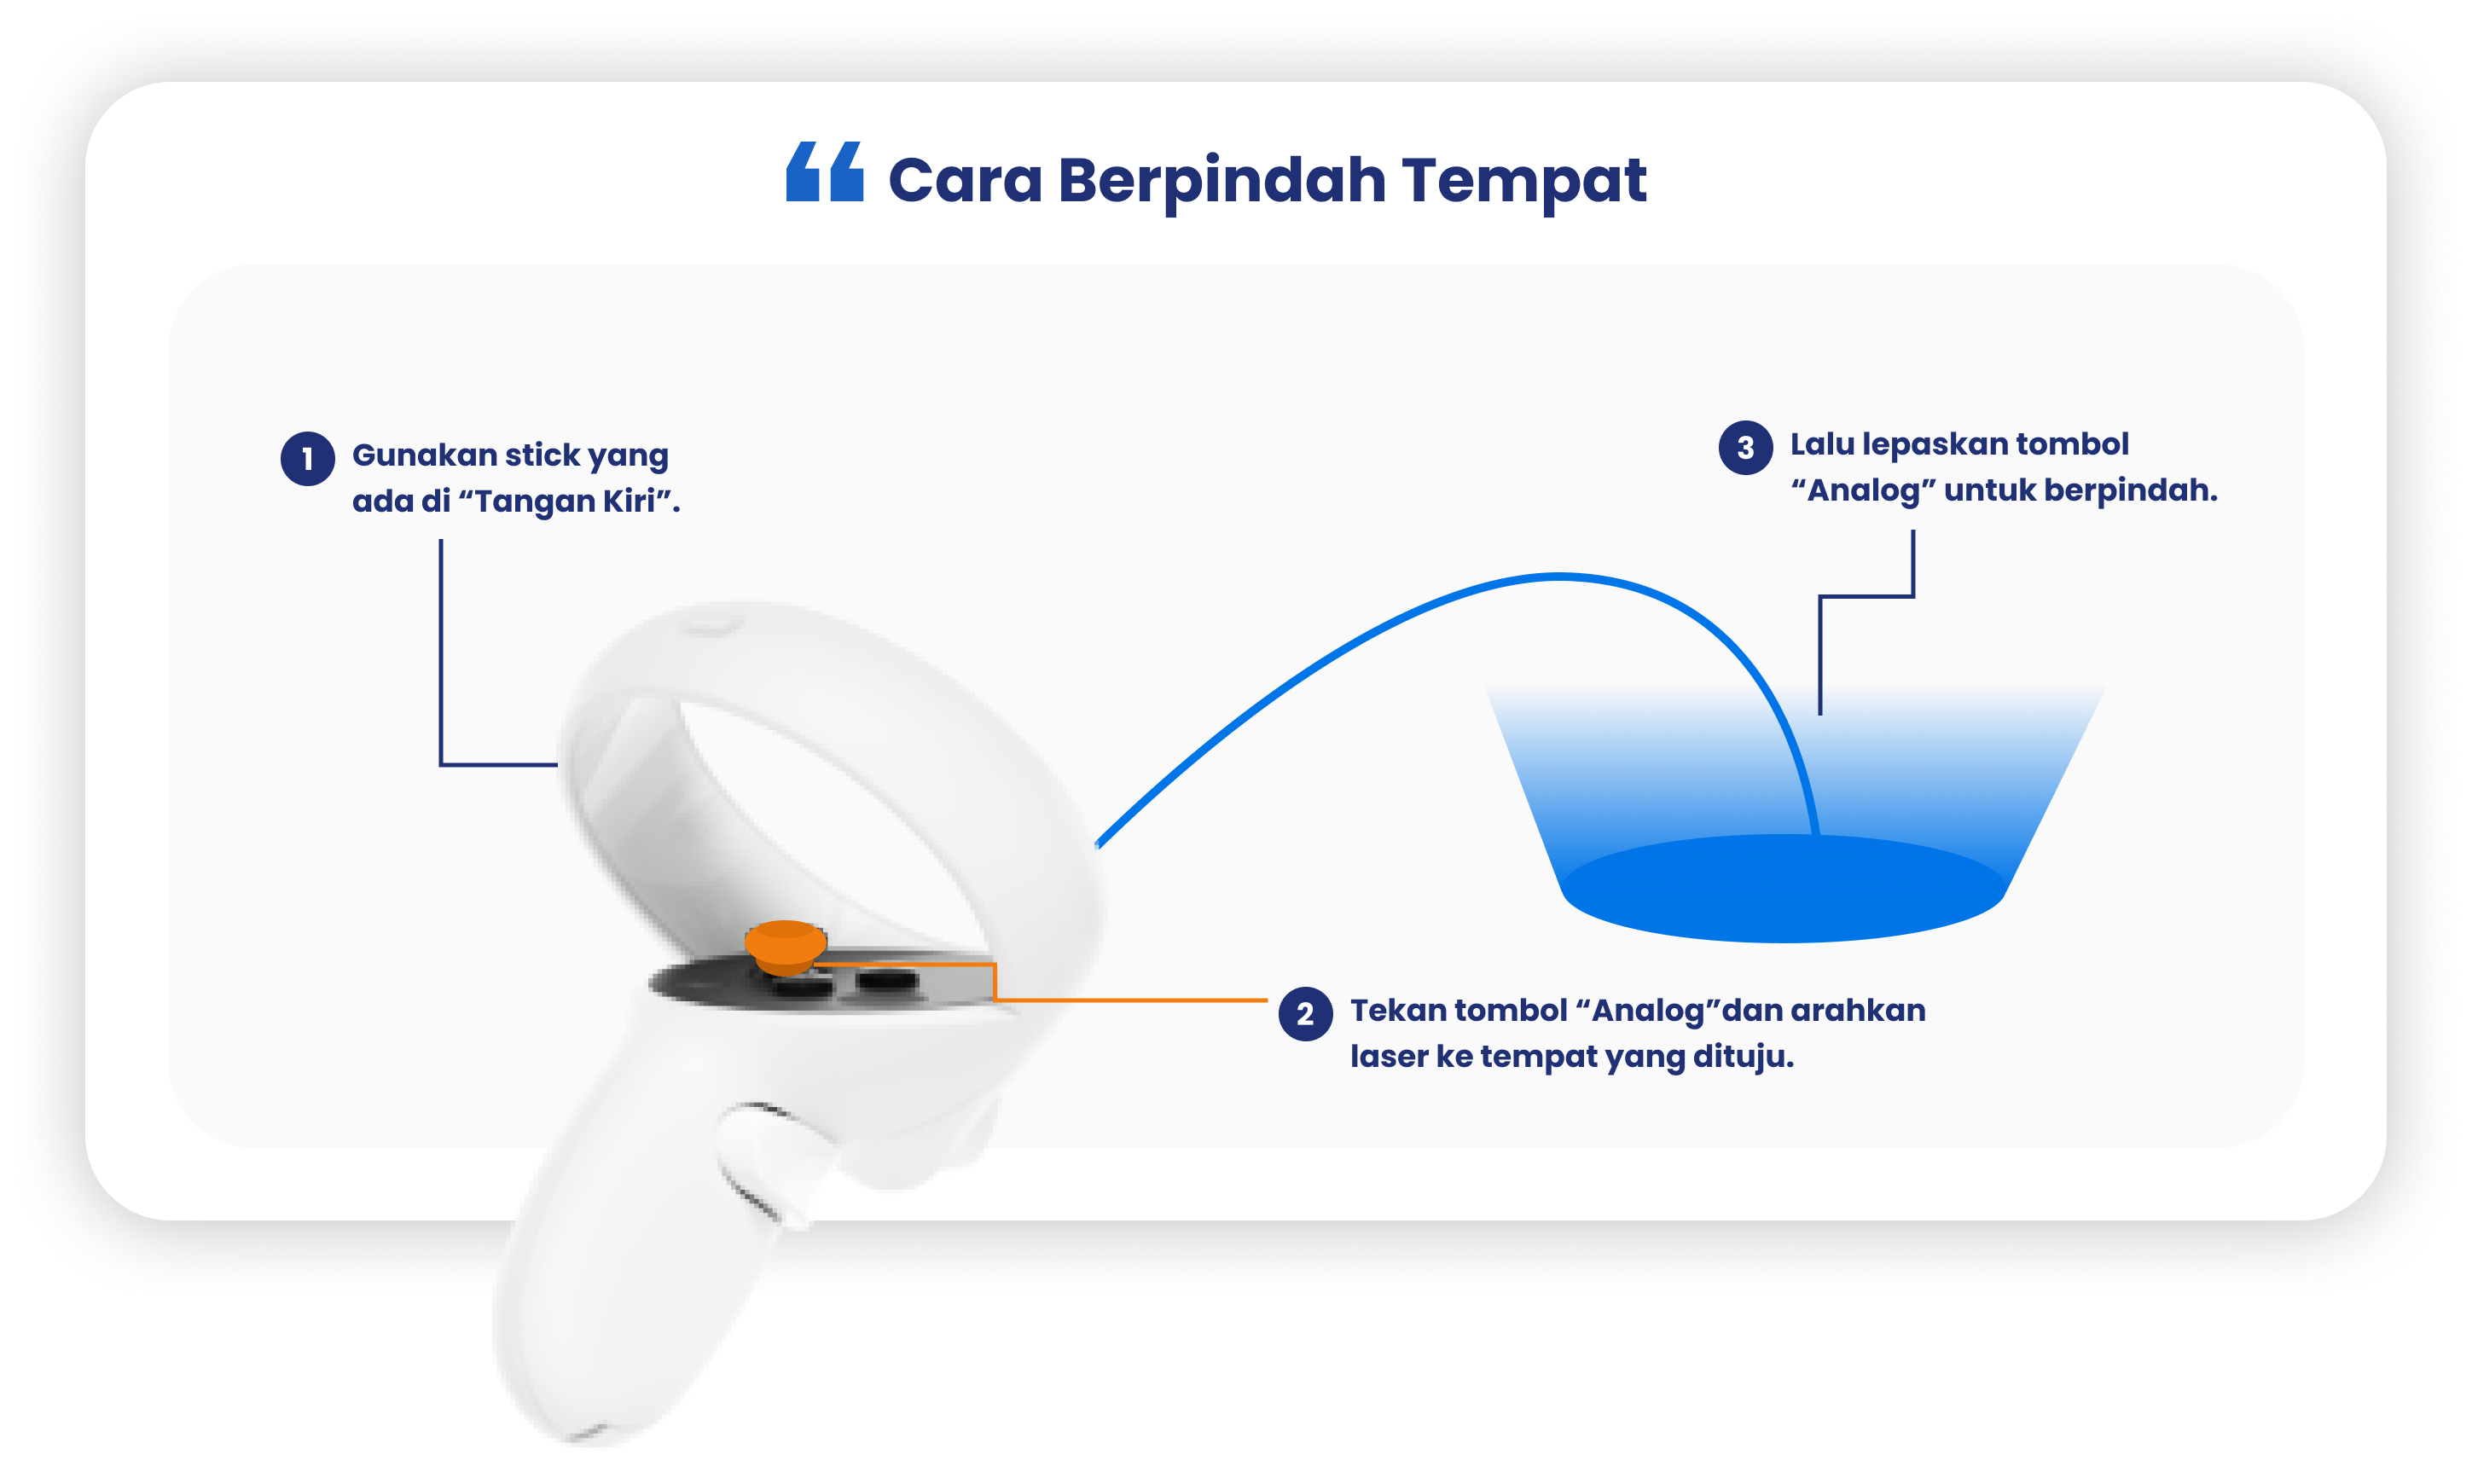 “ Cara Berpindah Tempat
1 Gunakan stick yang
ada di “Tangan Kiri”.
3 Lalu lepaskan tombol
“Analog” untuk berpindah.
2 Tekan tombol “Analog”dan arahkan
laser ke tempat yang dituju.